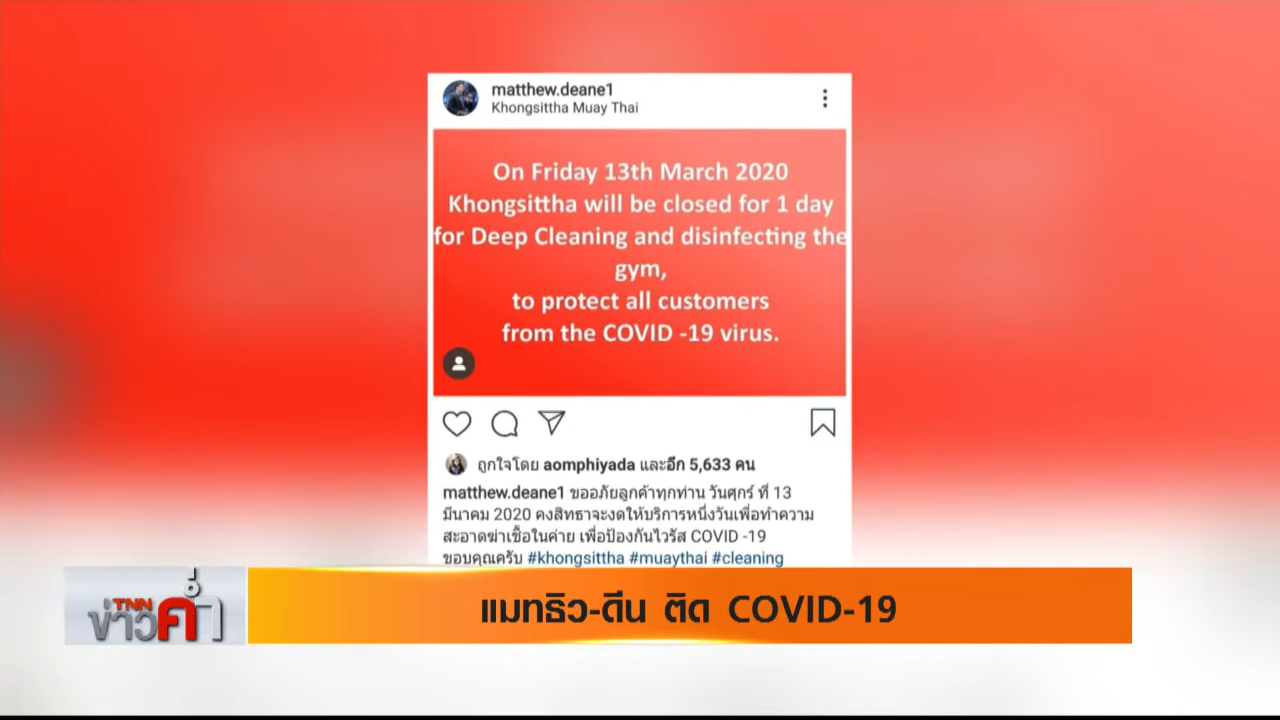 matthew.deane1
Khongsittha Muay Thai
On Friday 13th March 2020
Khongsittha will be closed for 1 day
for Deep Cleaning and disinfecting the
gym,
to protect all customers
from the COVID -19 virus.
ถูกใจโดย aomphiyada และอีก 5,633 คน
matthew.deane1 ขออภัยลูกค้าทุกท่าน วันศุกร์ ที่ 13
มีนาคม 2020 คงสิทธาจะงดให้บริการหนึ่งวันเพื่อทำความ
สะอาดฆ่าเชื้อในค่าย เพื่อป้องกันไวรัส COVID -19
ขอบคุณครับ #khongsittha #muaythai #cleaning
TNN
ข่าวค่ำ
แมทธิว-ดีน ติด COVID-19